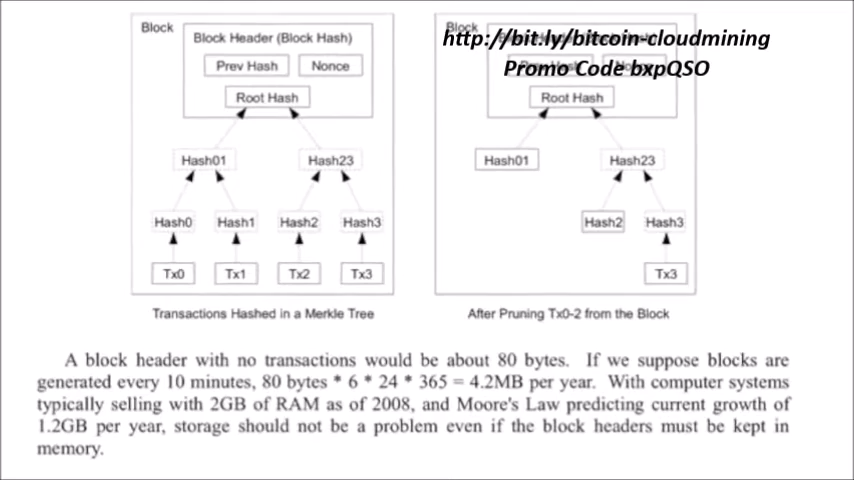 Block
Block Header (Block Hash)
Prev Hash
Nonce
Root Hash
Hash01
Hash23
Hash0
Hash1
Hash2
Hash3
Tx0
Tx1
Tx2
Tx3
Transactions Hashed in a Merkle Tree
Block
http://bit.ly/bitcoin-cloudmining
Promo Code bxpQSO
Root Hash
Hash01
Hash23
Hash2
Hash3
Tx3
After Pruning Tx0-2 from the Block
A block header with no transactions would be about 80 bytes. If we suppose blocks are
generated every 10 minutes, 80 bytes * 6 * 24 * 365 = 4.2MB per year. With computer systems
typically selling with 2GB of RAM as of 2008, and Moore's Law predicting current growth of
1.2GB per year, storage should not be a problem even if the block headers must be kept in
memory.